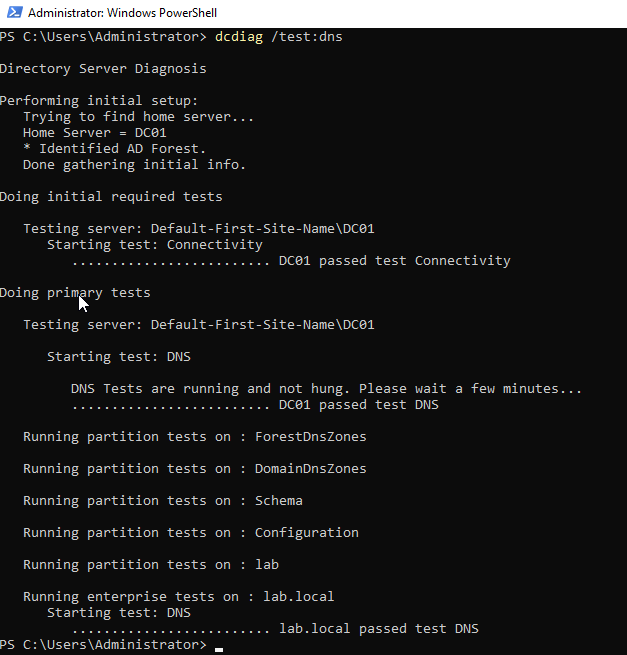 Administrator: Windows PowerShell
PS C:\Users\Administrator> dcdiag /test:dns
Directory Server Diagnosis
Performing initial setup:
Trying to find home server...
Home Server = DC01
* Identified AD Forest.
Done gathering initial info.
Doing initial required tests
Testing server: Default-First-Site-Name\DC01
Starting test: Connectivity
......................... DC01 passed test Connectivity
Doing primary tests
Testing server: Default-First-Site-Name\DC01
Starting test: DNS
DNS Tests are running and not hung. Please wait a few minutes...
......................... DC01 passed test DNS
Running partition tests on : ForestDnsZones
Running partition tests on : DomainDnsZones
Running partition tests on : Schema
Running partition tests on : Configuration
Running partition tests on : lab
Running enterprise tests on : lab.local
Starting test: DNS
......................... lab.local passed test DNS
PS C:\Users\Administrator>